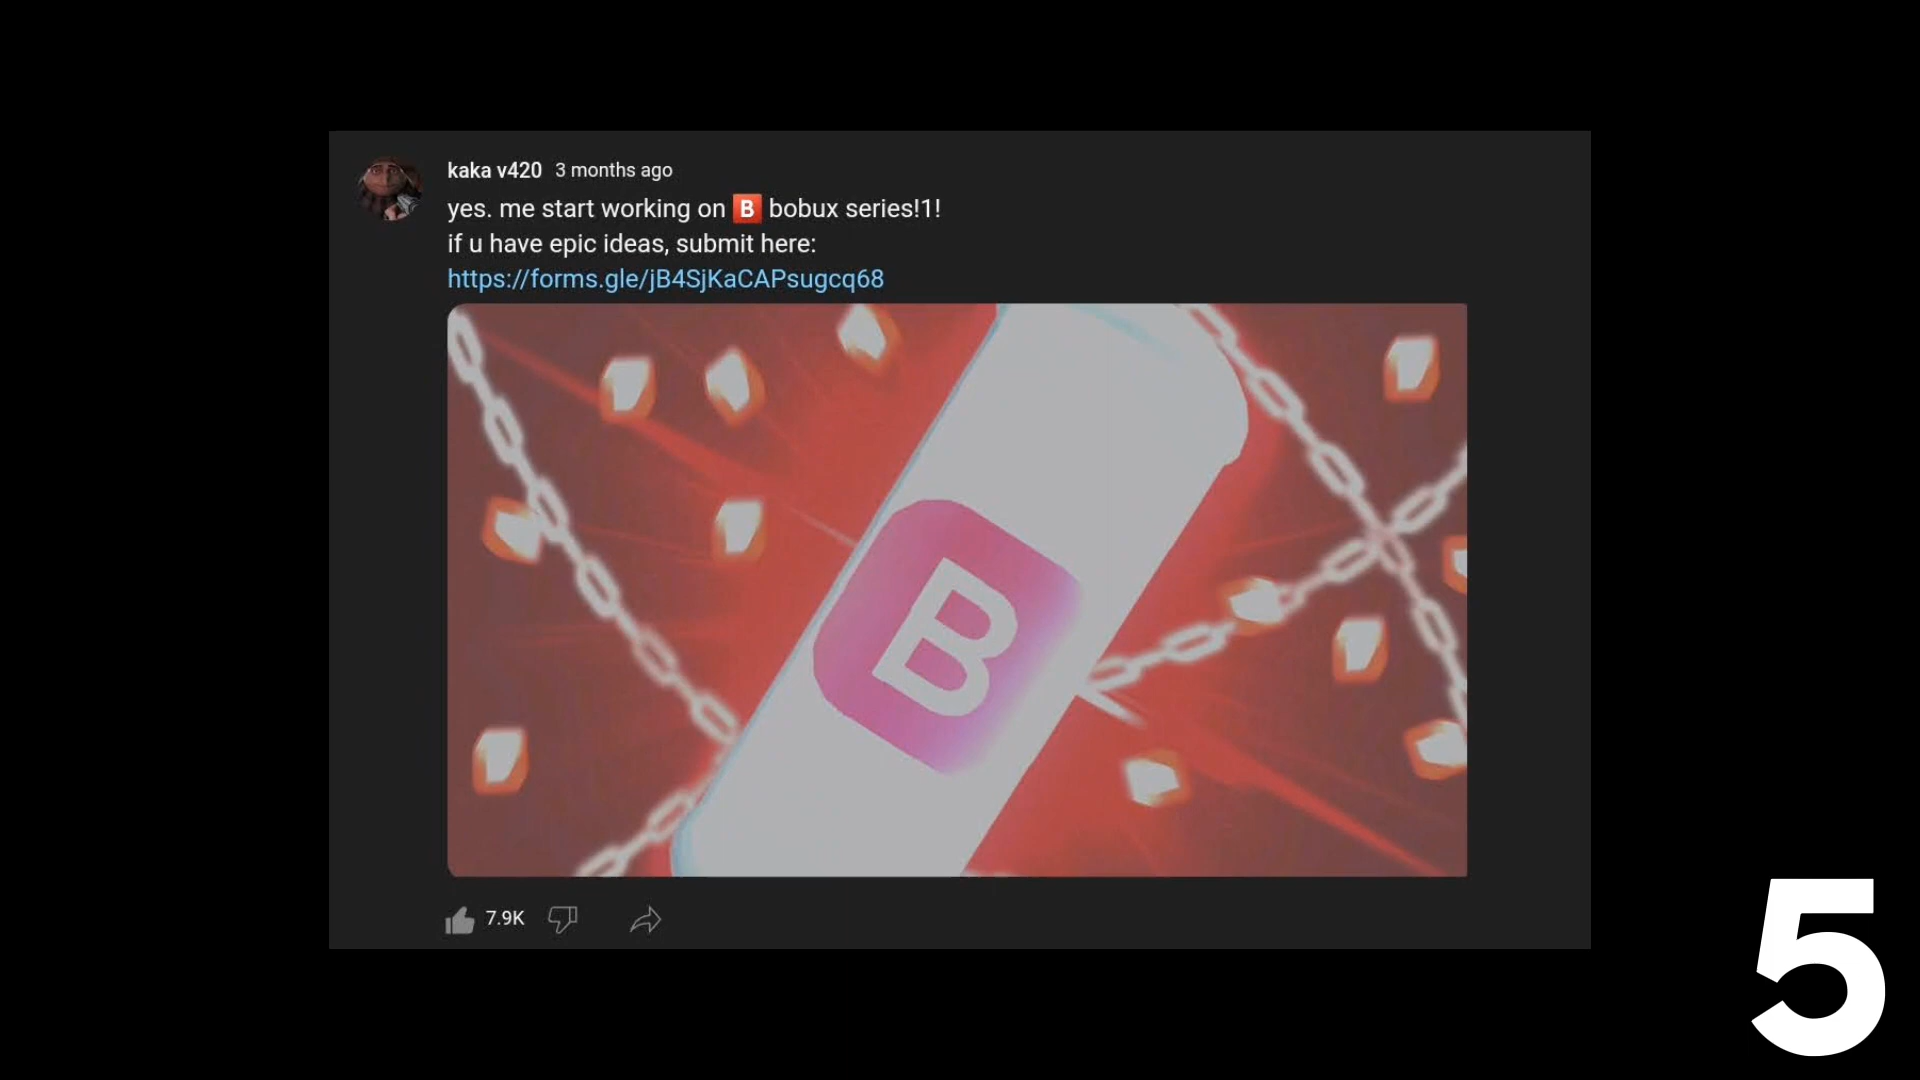 kaka v420 3 months ago
yes. me start working on 🅱 bobux series!1!
if u have epic ideas, submit here:
https://forms.gle/jB4SjKaCAPsugcq68
B
7.9K
5